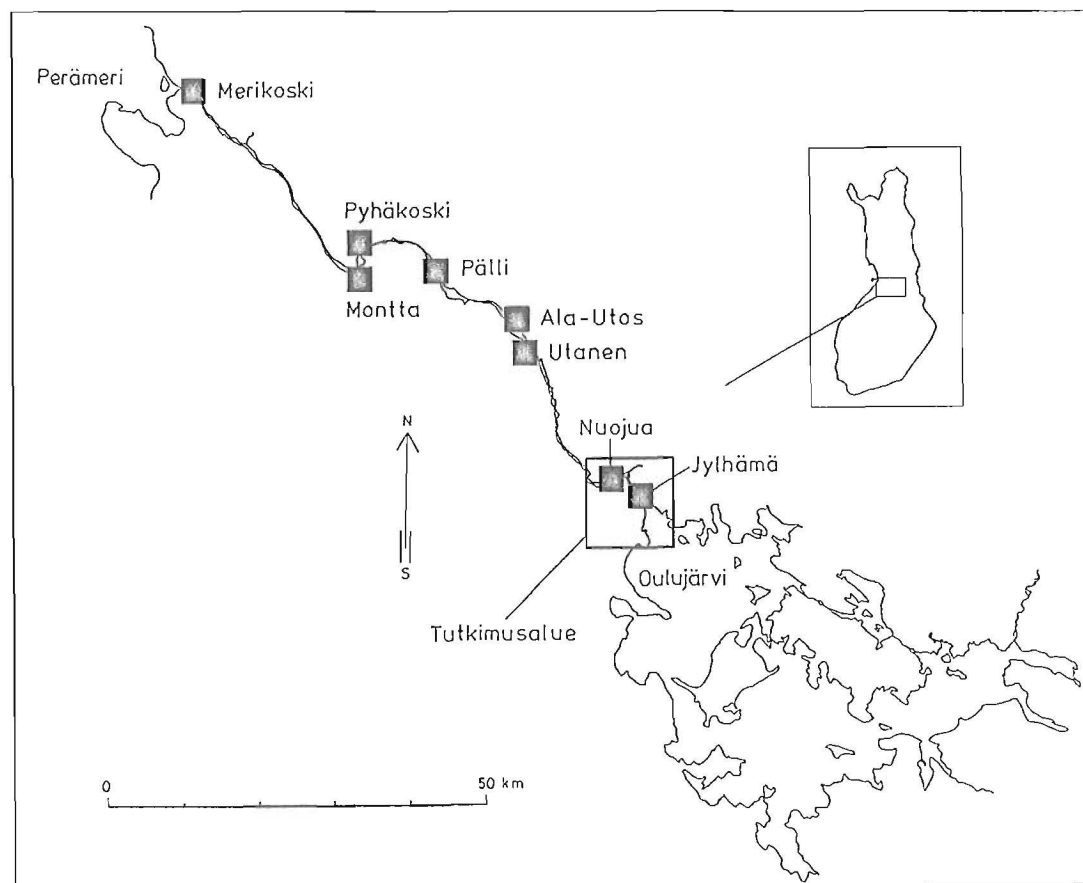 Perämeri
Merikoski
Pyhäkoski
Pälli
Montta
Ala-Utos
Utanen
N
Nuojua
Jylhämä
S
Oulujärvi
Tutkimusalue
0
50 km